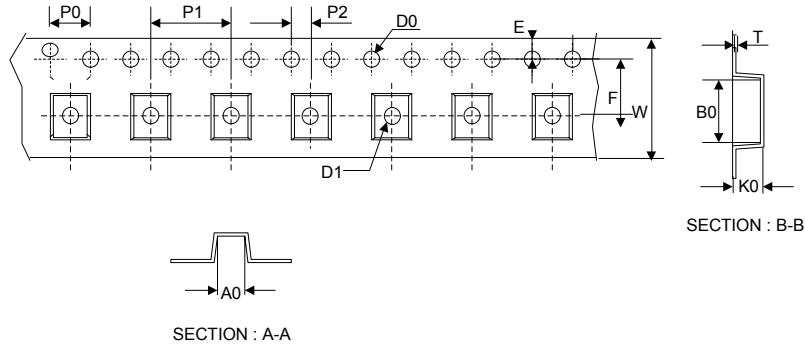 P0
P1
P2
D0
E
T
F
W
B0
D1
K0
SECTION : B-B
A0
SECTION : A-A